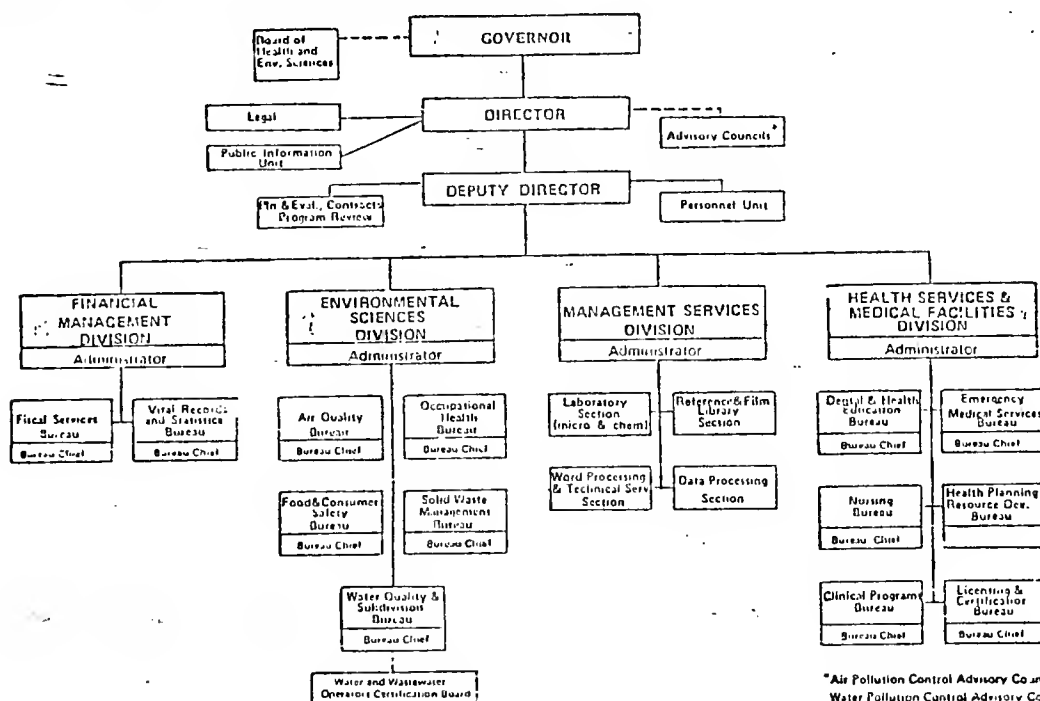 GOVERNOR
Board of
Health and
Env. Sciences
DIRECTOR
Legal
Public Information
Unit
Advisory Councils*
DEPUTY DIRECTOR
Pln & Eval., Contracts
Program Review
Personnel Unit
FINANCIAL
MANAGEMENT
DIVISION
Administrator
ENVIRONMENTAL
SCIENCES
DIVISION
Administrator
MANAGEMENT SERVICES
DIVISION
Administrator
HEALTH SERVICES &
MEDICAL FACILITIES
DIVISION
Administrator
Fiscal Services
Bureau
Bureau Chief
Vital Records
and Statistics
Bureau
Bureau Chief
Air Quality
Bureau
Bureau Chief
Occupational
Health
Bureau
Bureau Chief
Laboratory
Section
(micro & chem)
Reference & Film
Library
Section
Dental & Health
Education
Bureau
Bureau Chief
Emergency
Medical Services
Bureau
Bureau Chief
Food & Consumer
Safety
Bureau
Bureau Chief
Solid Waste
Management
Bureau
Bureau Chief
Word Processing
& Technical Serv.
Section
Data Processing
Section
Nursing
Bureau
Bureau Chief
Health Planning
Resource Dev.
Bureau
Water Quality &
Subdivision
Bureau
Bureau Chief
Clinical Programs
Bureau
Bureau Chief
Licensing &
Certification
Bureau
Bureau Chief
Water and Wastewater
Operators Certification Board
*Air Pollution Control Advisory
Water Pollution Control Advisory